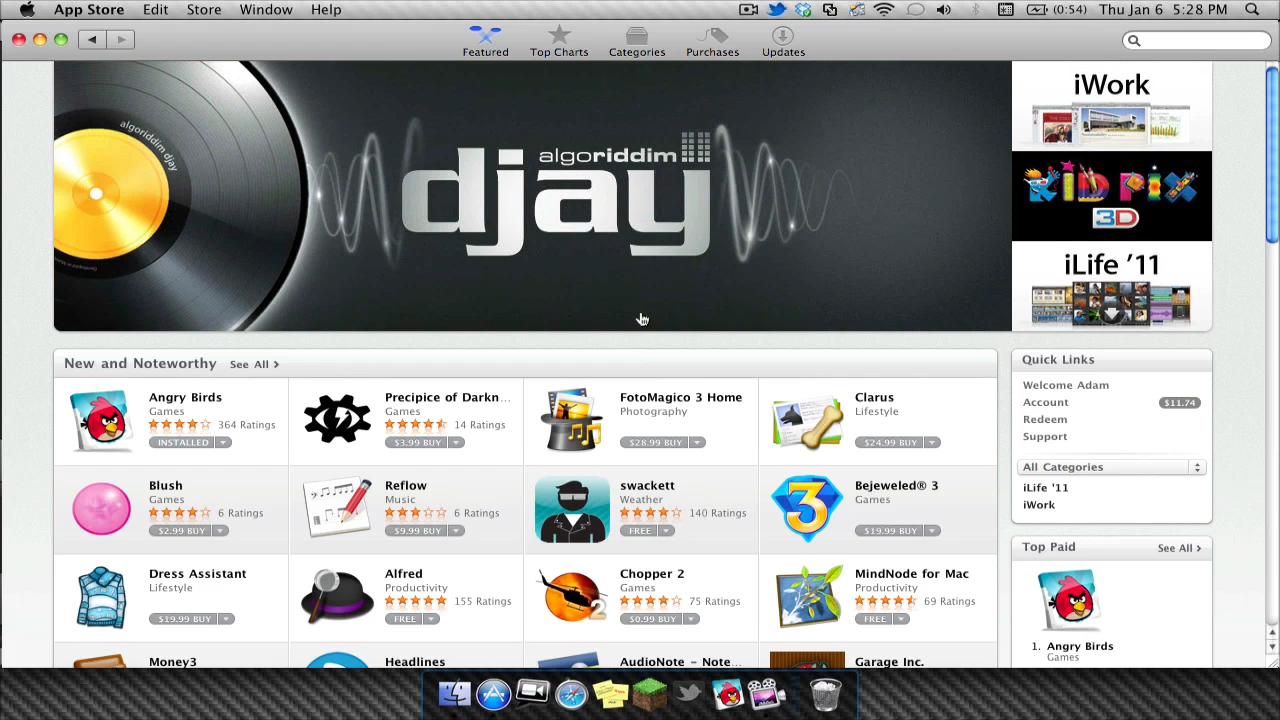 App Store Edit Store Window Help (0:54) Thu Jan 6 5:28 PM
Featured Top Charts Categories Purchases Updates
algoriddim djay
algoriddim
djay
iWork
KiD PiX
3D
iLife '11
New and Noteworthy See All >
Angry Birds
Games
364 Ratings
INSTALLED
Precipice of Darkn...
Games
14 Ratings
$3.99 BUY
FotoMagico 3 Home
Photography
$28.99 BUY
Clarus
Lifestyle
$24.99 BUY
Blush
Games
6 Ratings
$2.99 BUY
Reflow
Music
6 Ratings
$9.99 BUY
swackett
Weather
140 Ratings
FREE
3
Bejeweled® 3
Games
$19.99 BUY
Dress Assistant
Lifestyle
$19.99 BUY
Alfred
Productivity
155 Ratings
FREE
2
Chopper 2
Games
75 Ratings
$0.99 BUY
MindNode for Mac
Productivity
69 Ratings
FREE
Money3
Headlines
AudioNote - Note...
Garage Inc.
Quick Links
Welcome Adam
Account $11.74
Redeem
Support
All Categories
iLife '11
iWork
Top Paid See All >
1. Angry Birds
Games